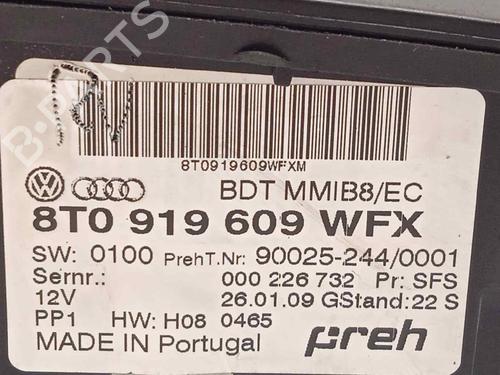 B-PARTS
8T0919609WFXM
BDT MMIB8/EC
8T0 919 609 WFX
SW: 0100 PrehT.Nr: 90025-244/0001
Sernr.: 000 226 732 Pr: SFS
12V 26.01.09 GStand: 22 S
PP1 HW: H08 0465
MADE IN Portugal preh